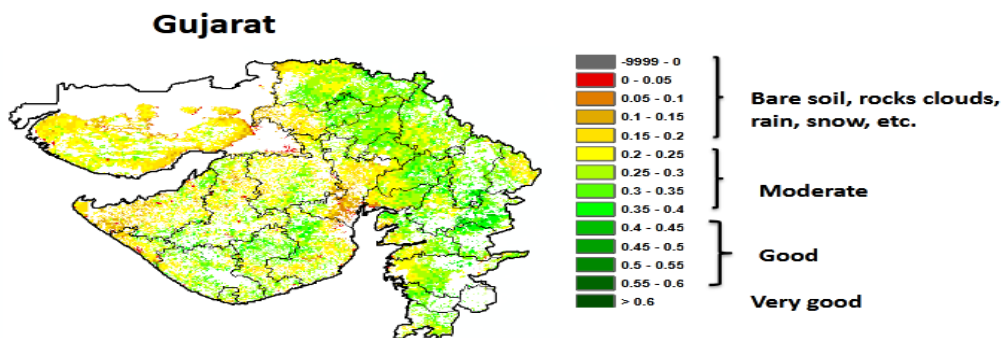 Gujarat
-9999 - 0
0 - 0.05
0.05 - 0.1
0.1 - 0.15
0.15 - 0.2
0.2 - 0.25
0.25 - 0.3
0.3 - 0.35
0.35 - 0.4
0.4 - 0.45
0.45 - 0.5
0.5 - 0.55
0.55 - 0.6
> 0.6
Bare soil, rocks clouds,
rain, snow, etc.
Moderate
Good
Very good